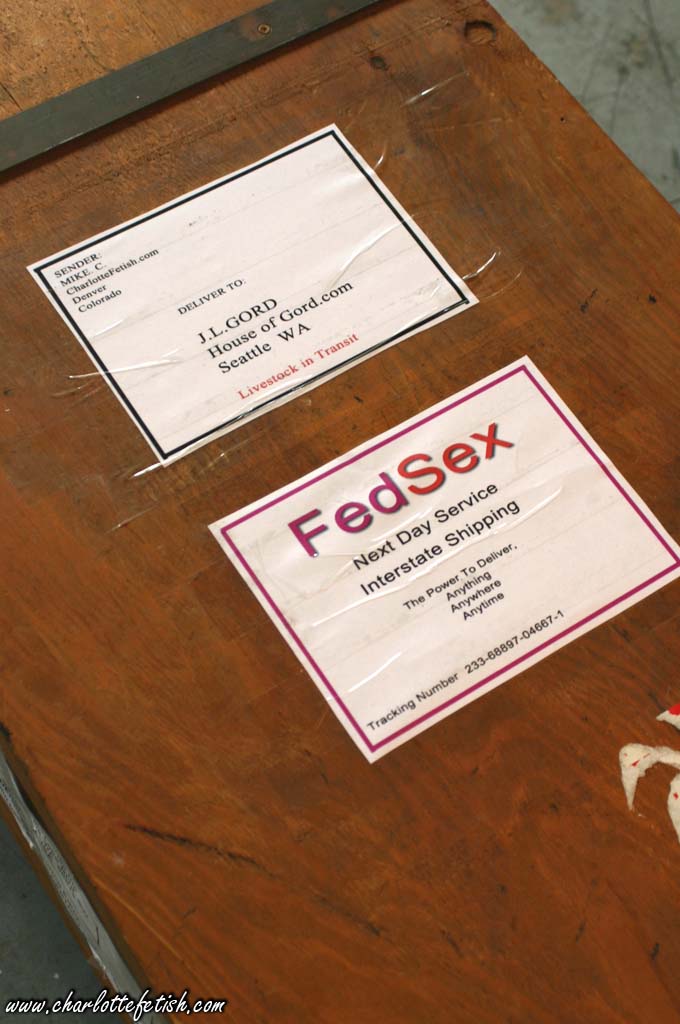 SENDER:
MIKE. C.
CharlotteFetish.com
Denver
Colorado
DELIVER TO:
J.L.GORD
House of Gord.com
Seattle WA
Livestock in Transit
FedSex
Next Day Service
Interstate Shipping
The Power To Deliver,
Anything
Anywhere
Anytime
Tracking Number 233-68897-04667-1
www.charlottefetish.com